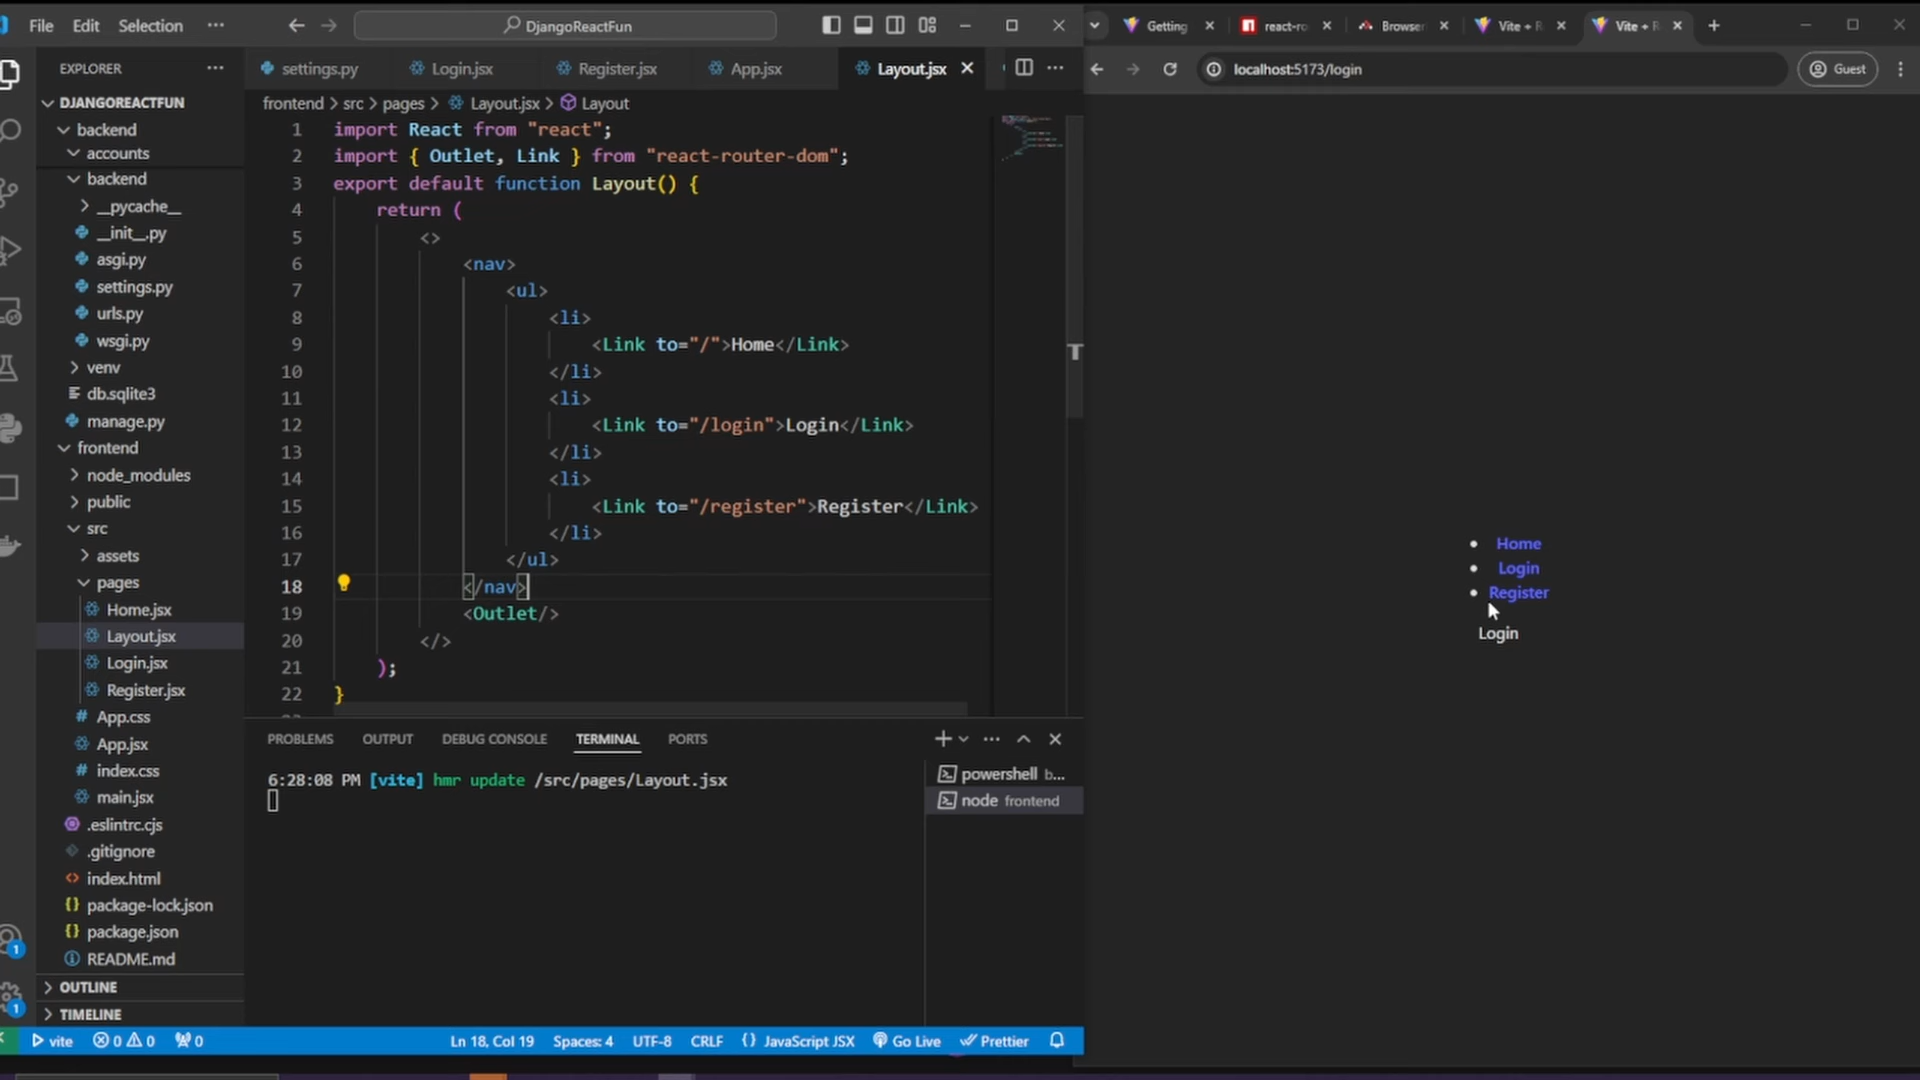 File Edit Selection ··· DjangoReactFun
Getting
react-ro
Browser
Vite + R
Vite + R
EXPLORER ···
settings.py Login.jsx Register.jsx App.jsx Layout.jsx
localhost:5173/login
Guest
DJANGOREACTFUN
backend
accounts
backend
__pycache__
__init__.py
asgi.py
settings.py
urls.py
wsgi.py
venv
db.sqlite3
manage.py
frontend
node_modules
public
src
assets
pages
Home.jsx
Layout.jsx
Login.jsx
Register.jsx
App.css
App.jsx
index.css
main.jsx
.eslintrc.cjs
.gitignore
index.html
package-lock.json
package.json
README.md
OUTLINE
TIMELINE
frontend > src > pages > Layout.jsx > Layout
1 import React from "react";
2 import { Outlet, Link } from "react-router-dom";
3 export default function Layout() {
4 return (
5 <>
6 <nav>
7 <ul>
8 <li>
9 <Link to="/">Home</Link>
10 </li>
11 <li>
12 <Link to="/login">Login</Link>
13 </li>
14 <li>
15 <Link to="/register">Register</Link>
16 </li>
17 </ul>
18 </nav>
19 <Outlet/>
20 </>
21 );
22 }
PROBLEMS OUTPUT DEBUG CONSOLE TERMINAL PORTS
6:28:08 PM [vite] hmr update /src/pages/Layout.jsx
powershell b...
node frontend
• Home
• Login
• Register
Login
1
1
vite 0 0 0 Ln 18, Col 19 Spaces: 4 UTF-8 CRLF {} JavaScript JSX Go Live Prettier